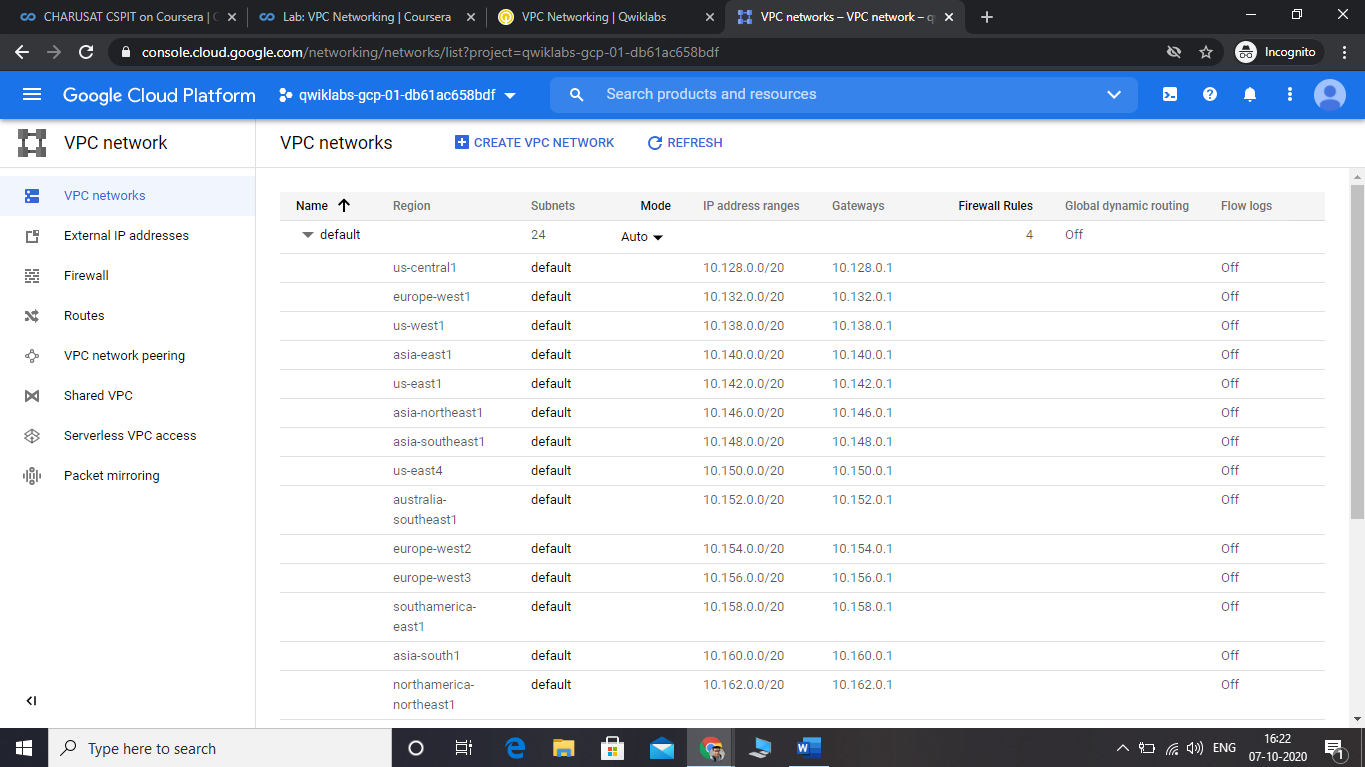 CHARUSAT CSPIT on Coursera |
Lab: VPC Networking | Coursera
VPC Networking | Qwiklabs
VPC networks – VPC network – q
console.cloud.google.com/networking/networks/list?project=qwiklabs-gcp-01-db61ac658bdf
Incognito
Google Cloud Platform
qwiklabs-gcp-01-db61ac658bdf
Search products and resources
VPC network
VPC networks
External IP addresses
Firewall
Routes
VPC network peering
Shared VPC
Serverless VPC access
Packet mirroring
VPC networks
CREATE VPC NETWORK
REFRESH
Name Region Subnets Mode IP address ranges Gateways Firewall Rules Global dynamic routing Flow logs
default 24 Auto 4 Off
us-central1 default 10.128.0.0/20 10.128.0.1 Off
europe-west1 default 10.132.0.0/20 10.132.0.1 Off
us-west1 default 10.138.0.0/20 10.138.0.1 Off
asia-east1 default 10.140.0.0/20 10.140.0.1 Off
us-east1 default 10.142.0.0/20 10.142.0.1 Off
asia-northeast1 default 10.146.0.0/20 10.146.0.1 Off
asia-southeast1 default 10.148.0.0/20 10.148.0.1 Off
us-east4 default 10.150.0.0/20 10.150.0.1 Off
australia- default 10.152.0.0/20 10.152.0.1 Off
southeast1
europe-west2 default 10.154.0.0/20 10.154.0.1 Off
europe-west3 default 10.156.0.0/20 10.156.0.1 Off
southamerica- default 10.158.0.0/20 10.158.0.1 Off
east1
asia-south1 default 10.160.0.0/20 10.160.0.1 Off
northamerica- default 10.162.0.0/20 10.162.0.1 Off
northeast1
Type here to search
ENG
16:22
07-10-2020
1